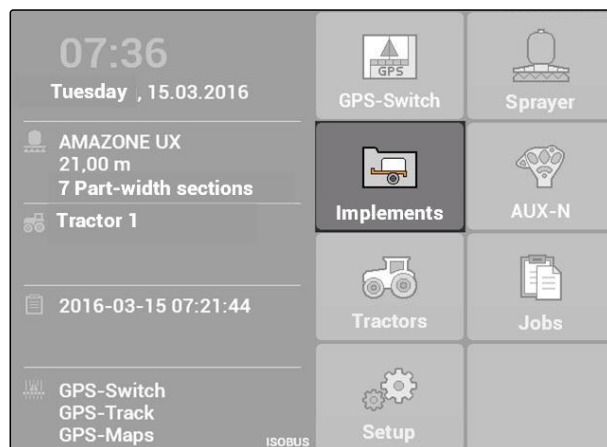 07:36
Tuesday , 15.03.2016
AMAZONE UX
21,00 m
7 Part-width sections
Tractor 1
2016-03-15 07:21:44
GPS-Switch
GPS-Track
GPS-Maps
ISOBUS
GPS
GPS-Switch
Sprayer
Implements
AUX-N
Tractors
Jobs
Setup